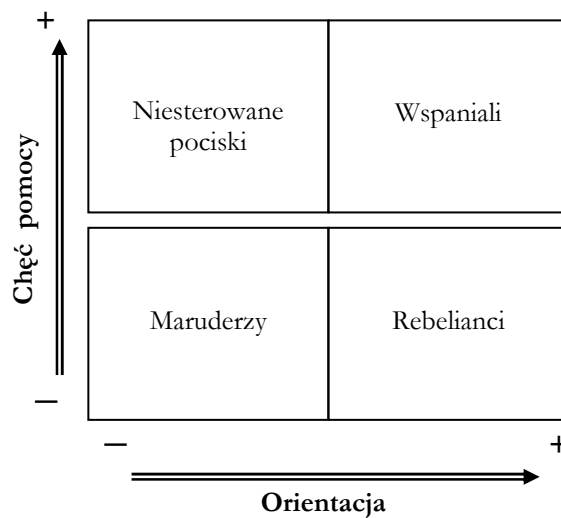 +
Niesterowane
pociski
Wspaniali
Chęć pomocy
Maruderzy
Rebelianci
–
–
+
Orientacja